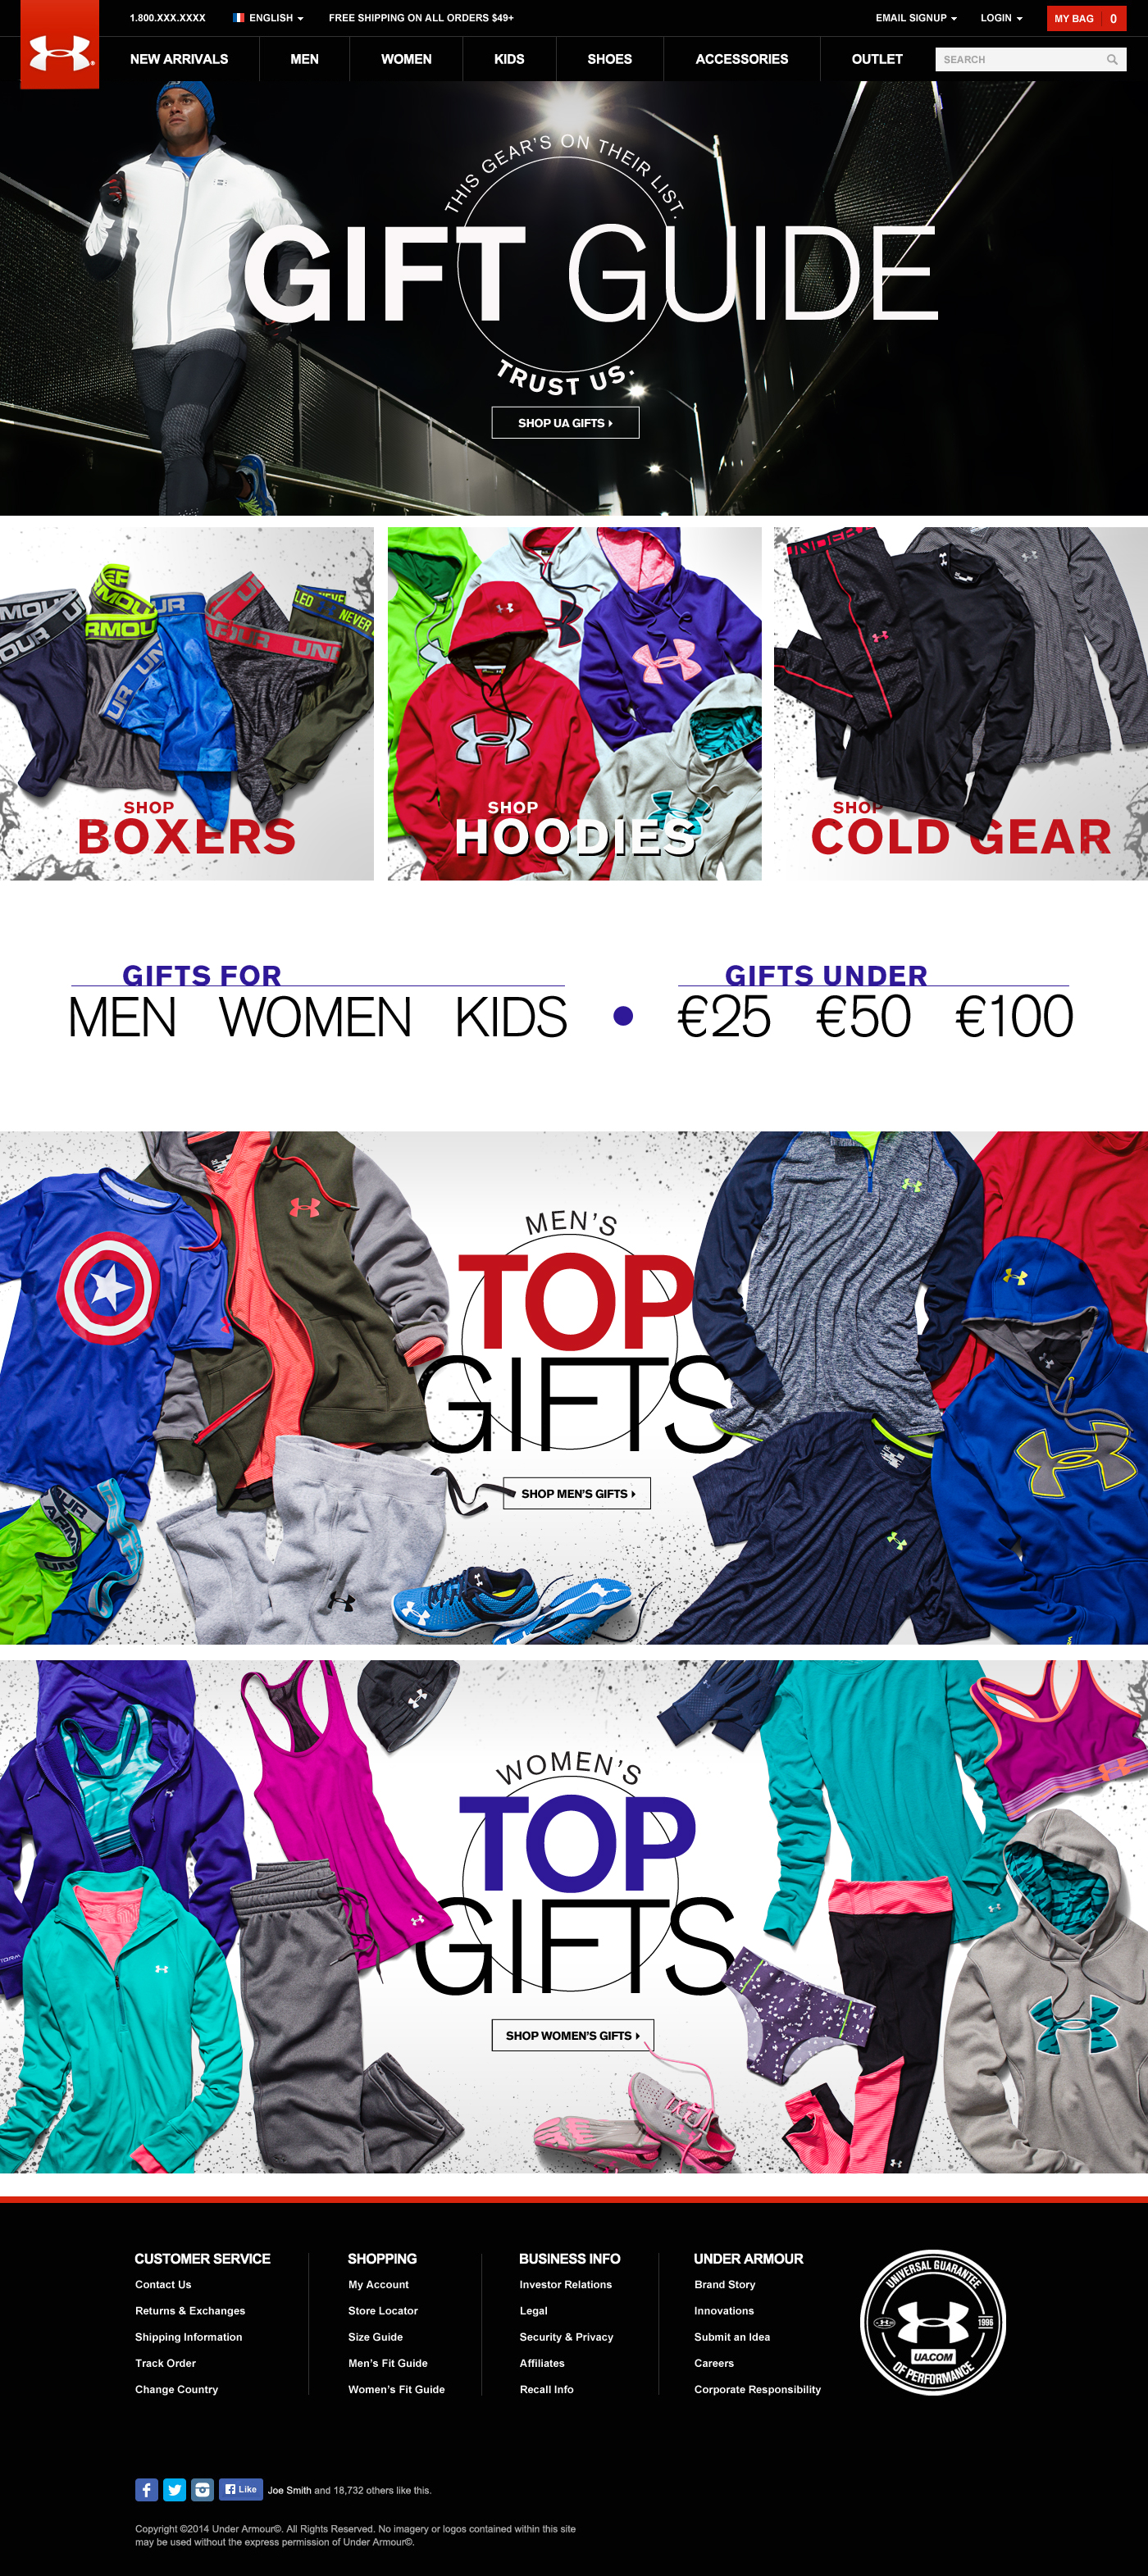 1.800.XXX.XXXX
ENGLISH
FREE SHIPPING ON ALL ORDERS $49+
EMAIL SIGNUP
LOGIN
MY BAG 0
NEW ARRIVALS
MEN
WOMEN
KIDS
SHOES
ACCESSORIES
OUTLET
SEARCH
THIS GEAR'S ON THEIR LIST.
GIFT GUIDE
TRUST US.
SHOP UA GIFTS
SHOP
BOXERS
SHOP
HOODIES
SHOP
COLD GEAR
GIFTS FOR
MEN WOMEN KIDS
GIFTS UNDER
€25 €50 €100
MEN'S
TOP
GIFTS
SHOP MEN'S GIFTS
WOMEN'S
TOP
GIFTS
SHOP WOMEN'S GIFTS
CUSTOMER SERVICE
Contact Us
Returns & Exchanges
Shipping Information
Track Order
Change Country
SHOPPING
My Account
Store Locator
Size Guide
Men's Fit Guide
Women's Fit Guide
BUSINESS INFO
Investor Relations
Legal
Security & Privacy
Affiliates
Recall Info
UNDER ARMOUR
Brand Story
Innovations
Submit an Idea
Careers
Corporate Responsibility
UNIVERSAL GUARANTEE
1996
UA.COM
OF PERFORMANCE
Like
Joe Smith and 18,732 others like this.
Copyright ©2014 Under Armour©. All Rights Reserved. No imagery or logos contained within this site
may be used without the express permission of Under Armour©.